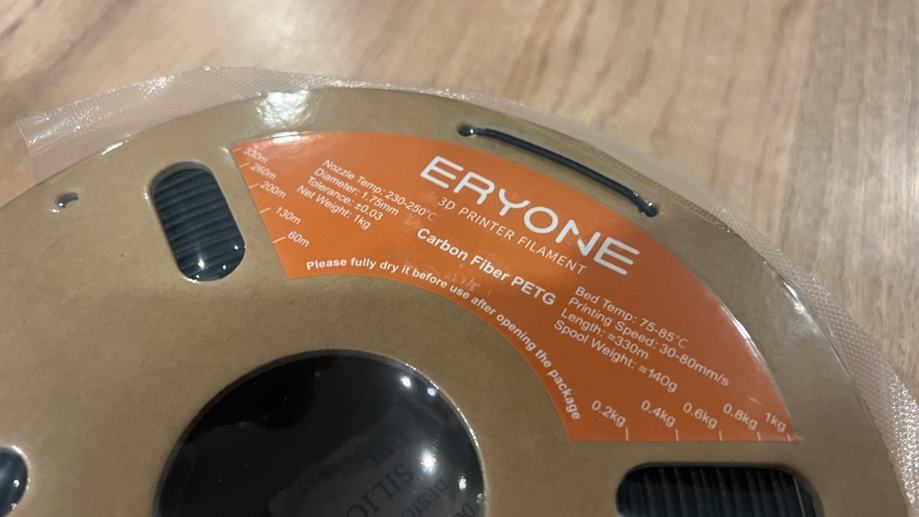 ERYONE
3D PRINTER FILAMENT
Carbon Fiber PETG
Nozzle Temp: 230-250℃
Diameter: 1.75mm
Tolerance: ±0.03
Net Weight: 1kg
Bed Temp: 75-85℃
Printing Speed: 30-80mm/s
Length: ≈330m
Spool Weight: ≈140g
330m
260m
200m
130m
60m
Please fully dry it before use after opening the package
0.2kg
0.4kg
0.6kg
0.8kg
1kg